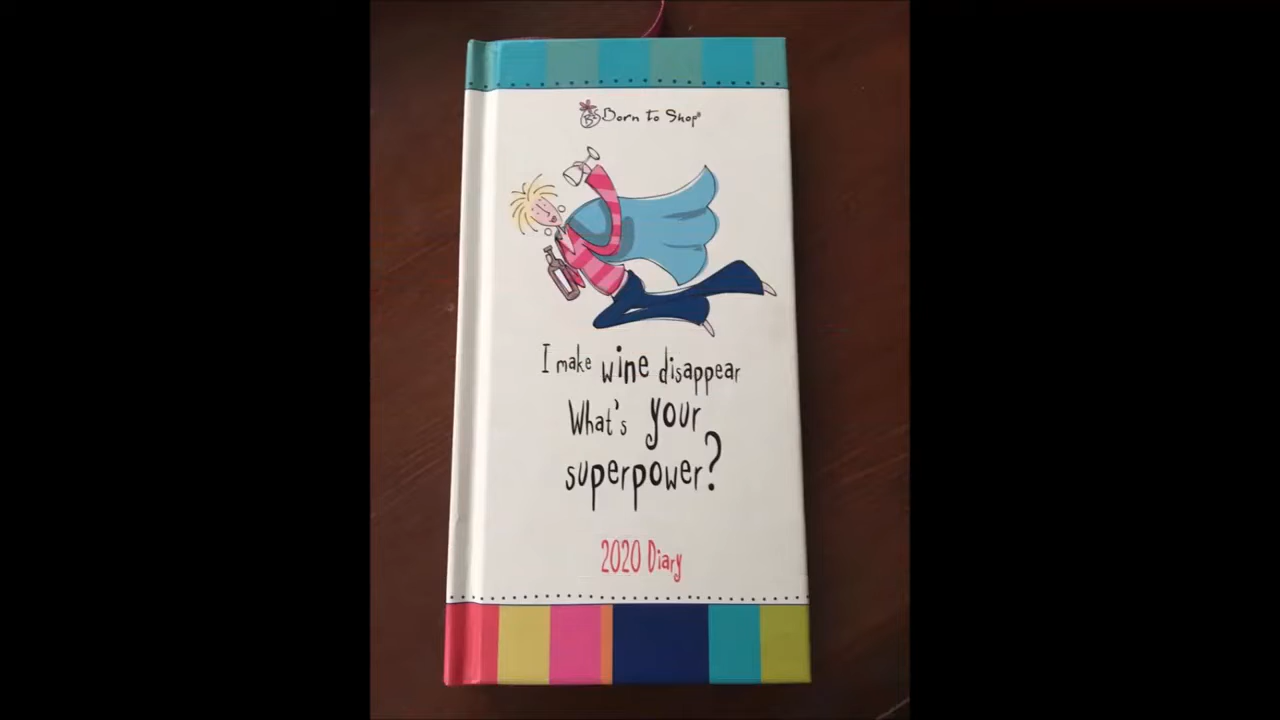 Born to Shop®
I make wine disappear
What's your
superpower?
2020 Diary